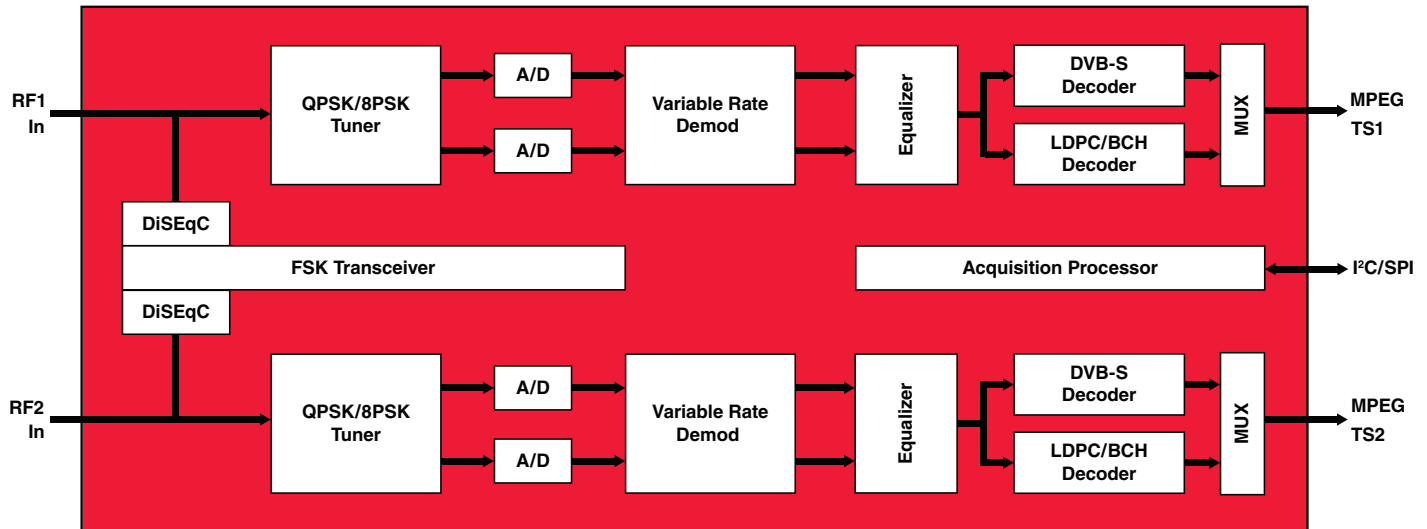 RF1
In
QPSK/8PSK
Tuner
A/D
A/D
Variable Rate
Demod
Equalizer
DVB-S
Decoder
LDPC/BCH
Decoder
MUX
MPEG
TS1
DiSEqC
FSK Transceiver
DiSEqC
Acquisition Processor
I²C/SPI
RF2
In
QPSK/8PSK
Tuner
A/D
A/D
Variable Rate
Demod
Equalizer
DVB-S
Decoder
LDPC/BCH
Decoder
MUX
MPEG
TS2